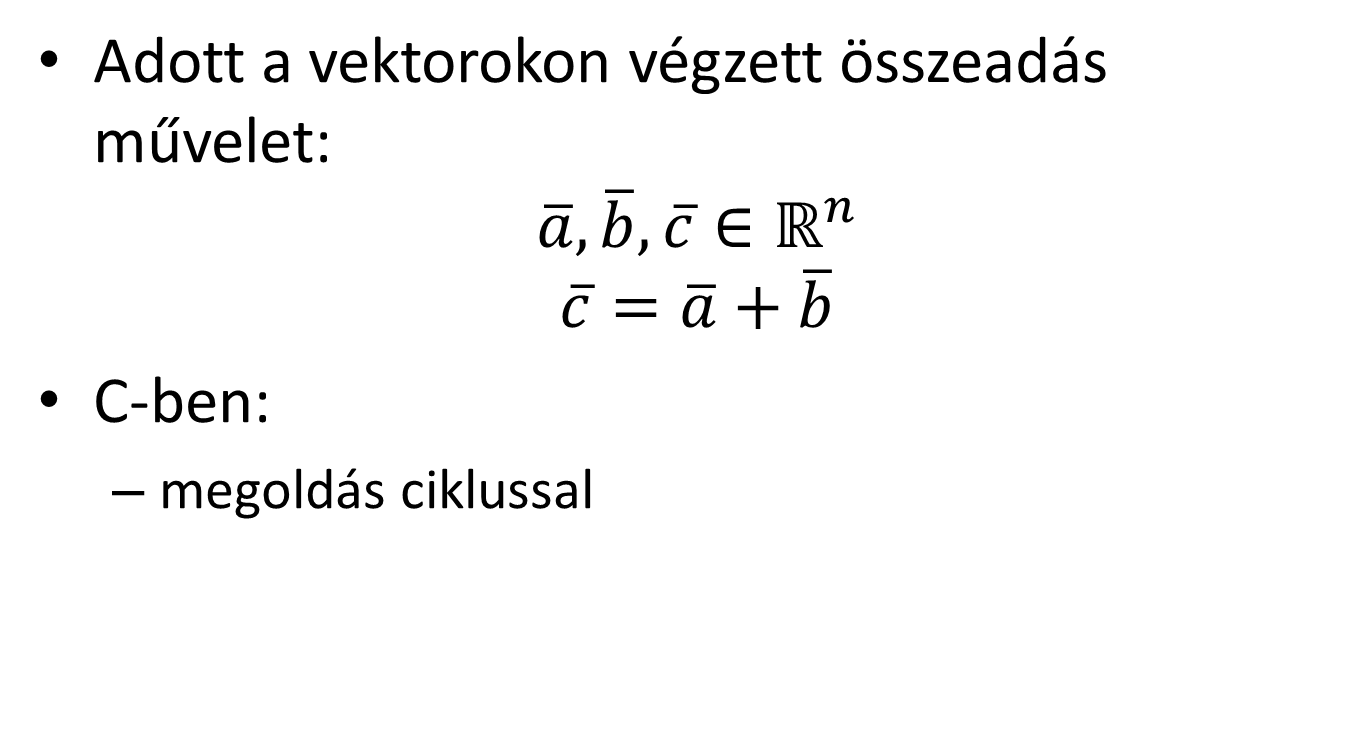 • Adott a vektorokon végzett összeadás
művelet:
a̅, b̅, c̅ ∈ ℝⁿ
c̅ = a̅ + b̅
• C-ben:
– megoldás ciklussal